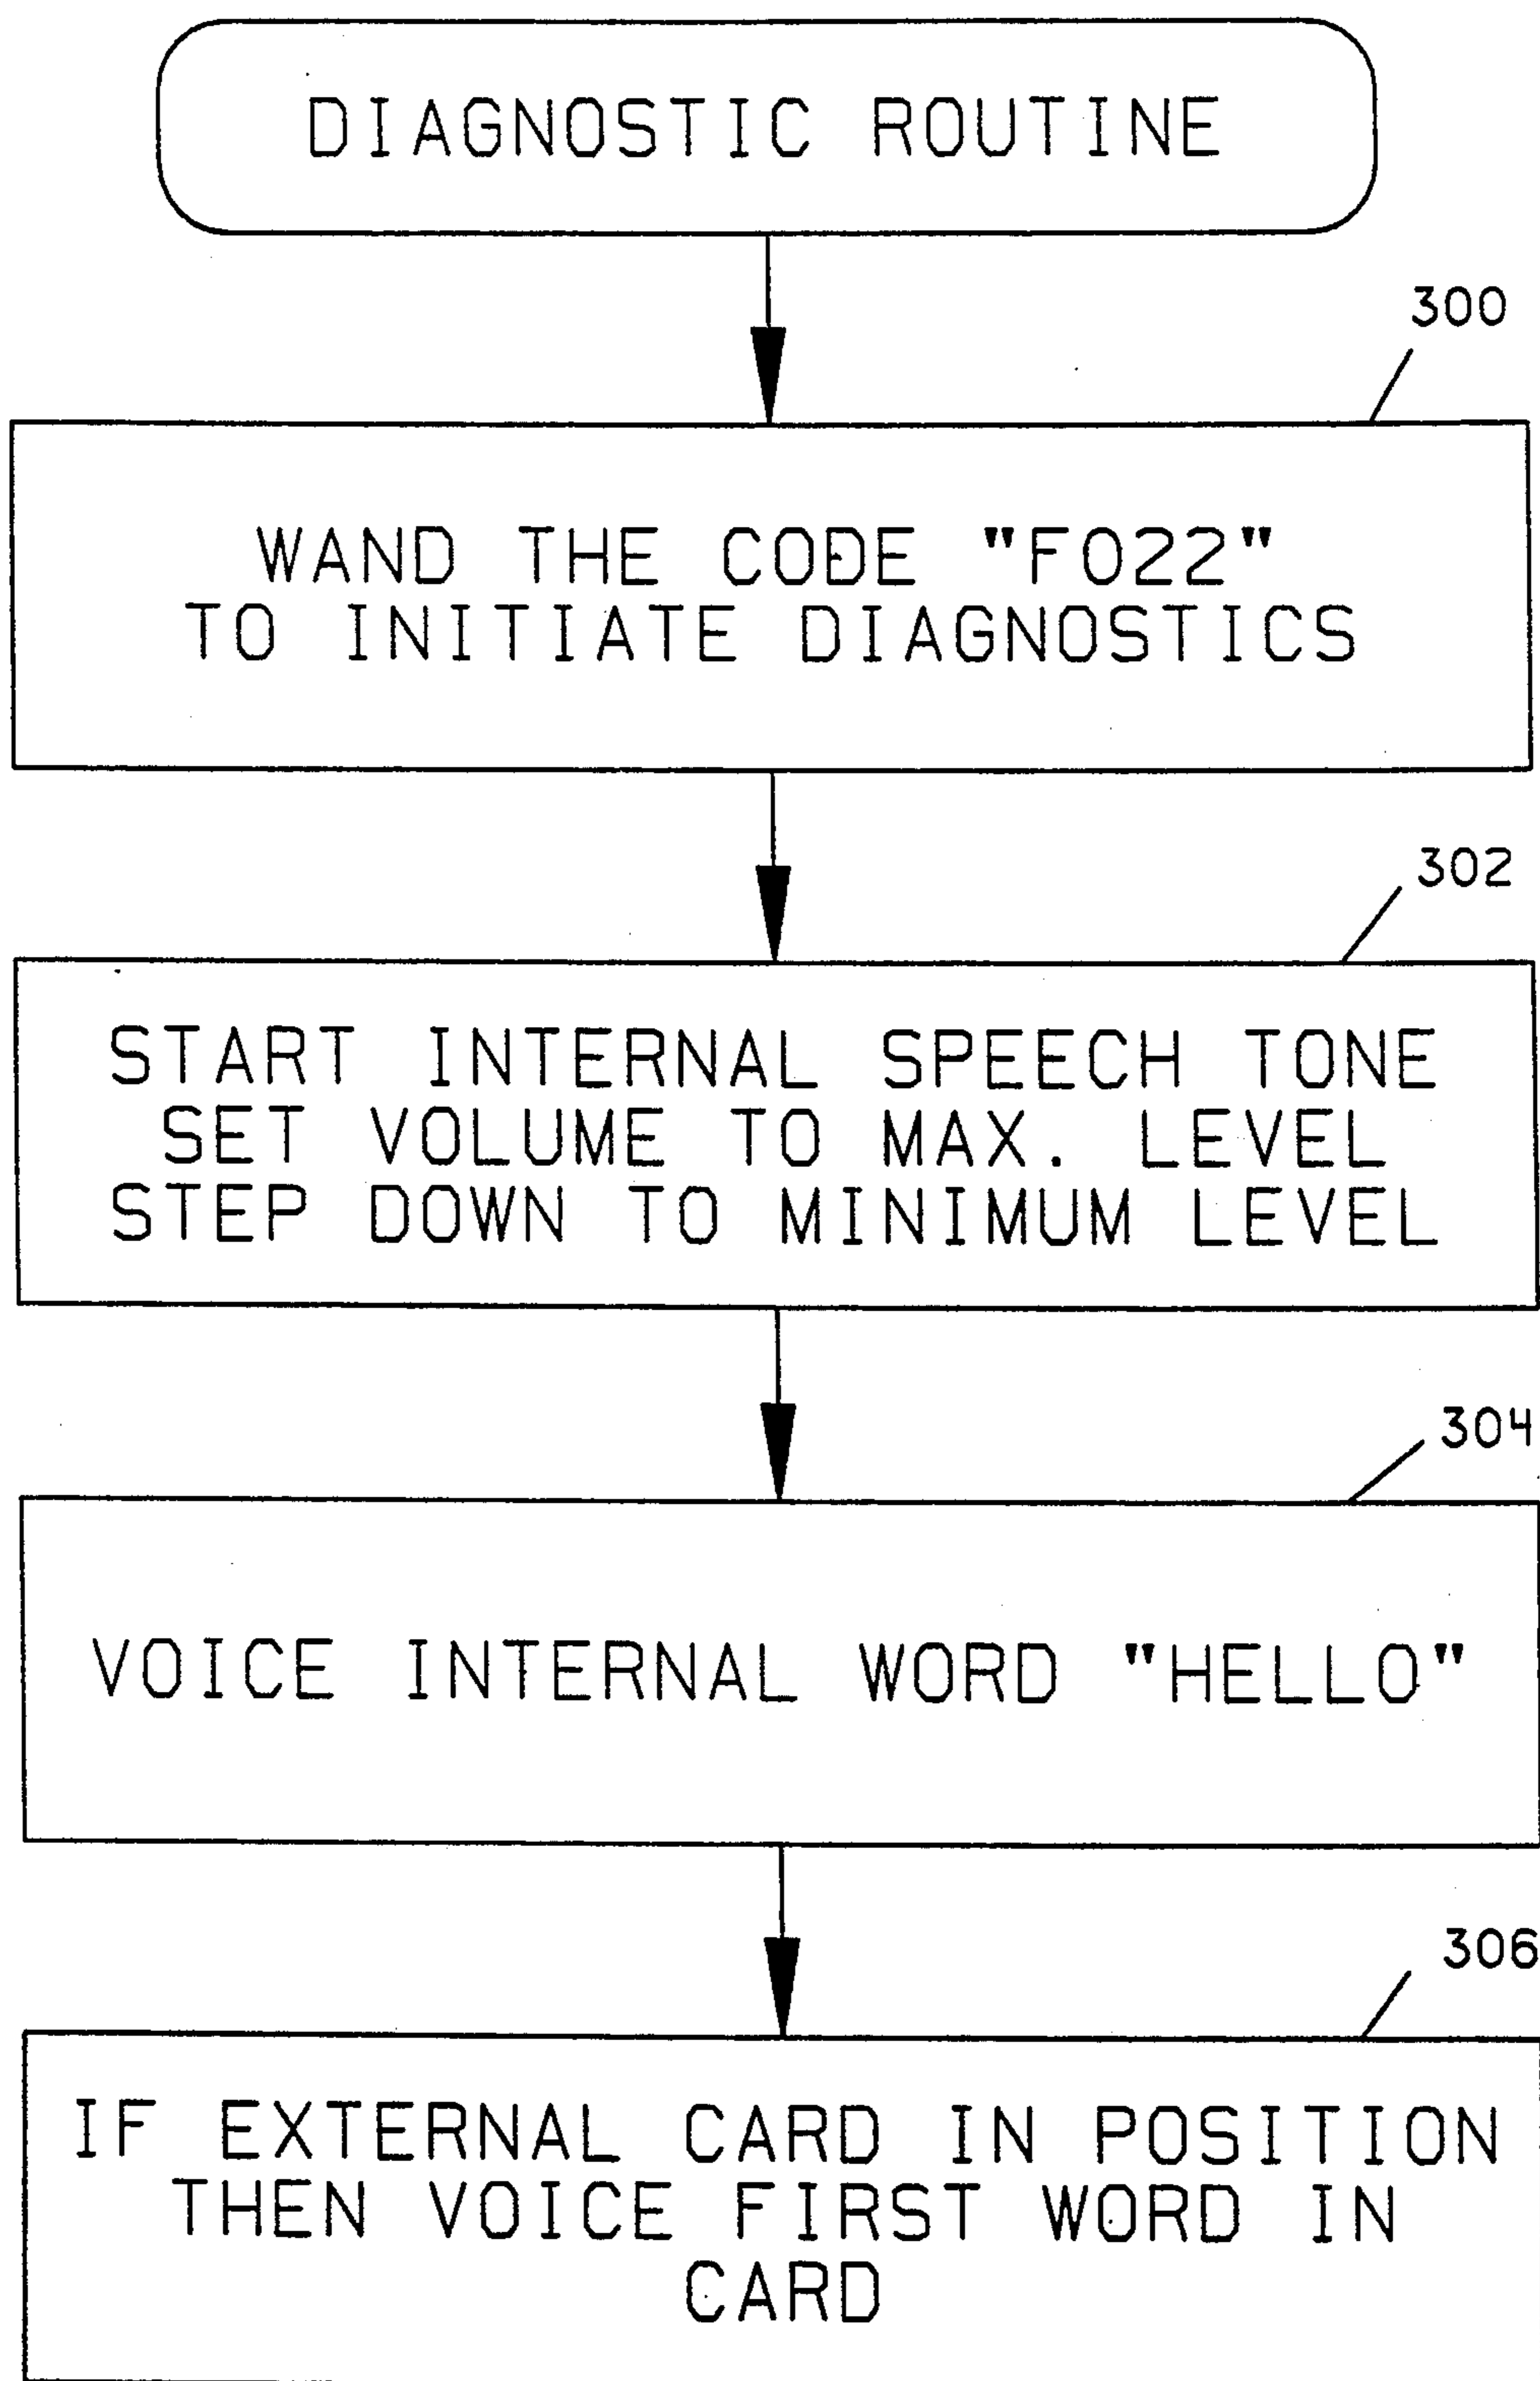 DIAGNOSTIC ROUTINE
300
WAND THE CODE "F022"
TO INITIATE DIAGNOSTICS
302
START INTERNAL SPEECH TONE
SET VOLUME TO MAX. LEVEL
STEP DOWN TO MINIMUM LEVEL
304
VOICE INTERNAL WORD "HELLO"
306
IF EXTERNAL CARD IN POSITION
THEN VOICE FIRST WORD IN
CARD